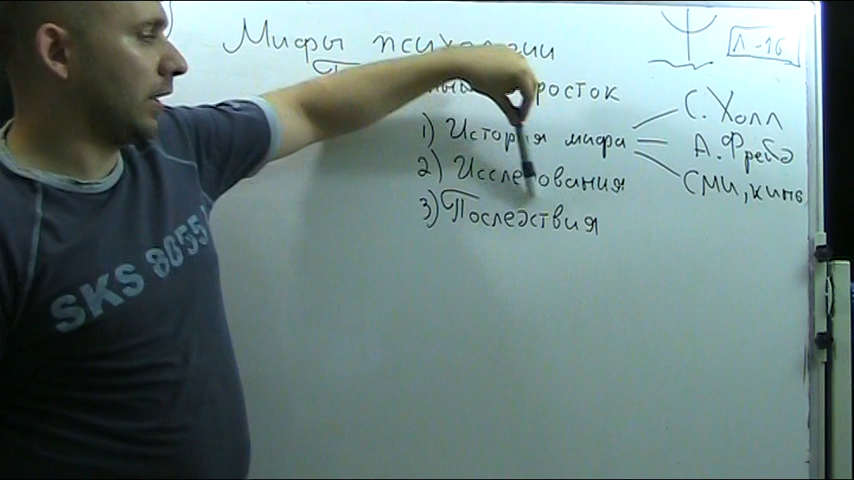 Мифы психологии
Л-16
росток
1) История мифа
С. Холл
А. Фрейд
СМИ, кино
2) Исследования
3) Последствия
SKS 8055